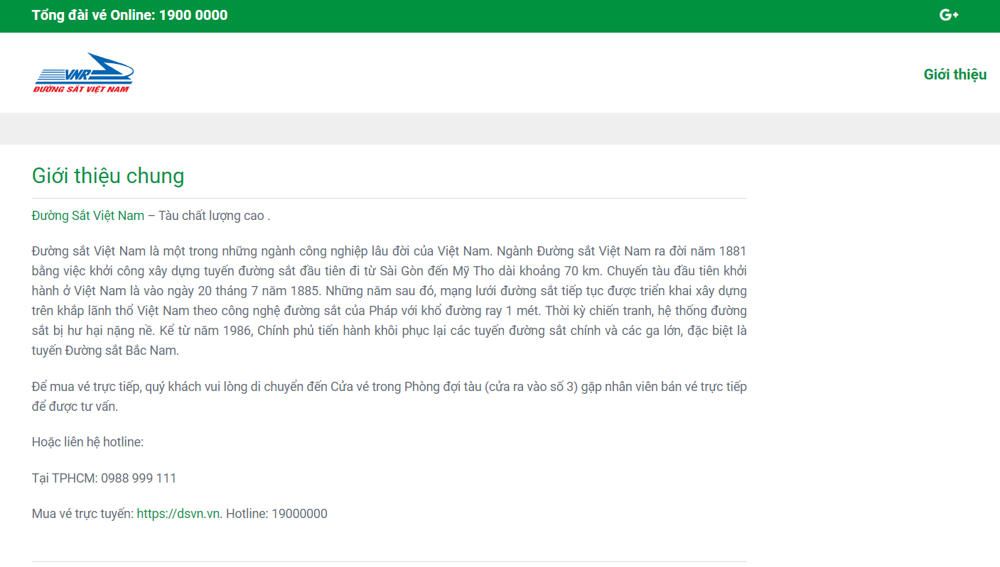 Tổng đài vé Online: 1900 0000
G+
VNR
ĐƯỜNG SẮT VIỆT NAM
Giới thiệu
Giới thiệu chung
Đường Sắt Việt Nam – Tàu chất lượng cao .
Đường sắt Việt Nam là một trong những ngành công nghiệp lâu đời của Việt Nam. Ngành Đường sắt Việt Nam ra đời năm 1881
bằng việc khởi công xây dựng tuyến đường sắt đầu tiên đi từ Sài Gòn đến Mỹ Tho dài khoảng 70 km. Chuyến tàu đầu tiên khởi
hành ở Việt Nam là vào ngày 20 tháng 7 năm 1885. Những năm sau đó, mạng lưới đường sắt tiếp tục được triển khai xây dựng
trên khắp lãnh thổ Việt Nam theo công nghệ đường sắt của Pháp với khổ đường ray 1 mét. Thời kỳ chiến tranh, hệ thống đường
sắt bị hư hại nặng nề. Kể từ năm 1986, Chính phủ tiến hành khôi phục lại các tuyến đường sắt chính và các ga lớn, đặc biệt là
tuyến Đường sắt Bắc Nam.
Để mua vé trực tiếp, quý khách vui lòng di chuyển đến Cửa vé trong Phòng đợi tàu (cửa ra vào số 3) gặp nhân viên bán vé trực tiếp
để được tư vấn.
Hoặc liên hệ hotline:
Tại TPHCM: 0988 999 111
Mua vé trực tuyến: https://dsvn.vn. Hotline: 19000000